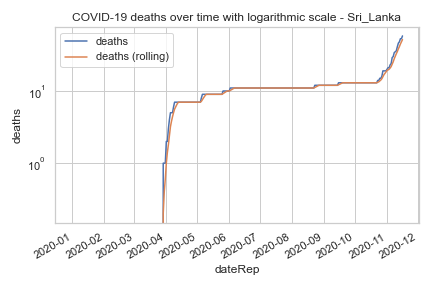 COVID-19 deaths over time with logarithmic scale - Sri_Lanka
deaths
deaths (rolling)
10¹
10⁰
deaths
2020-01
2020-02
2020-03
2020-04
2020-05
2020-06
2020-07
2020-08
2020-09
2020-10
2020-11
2020-12
dateRep